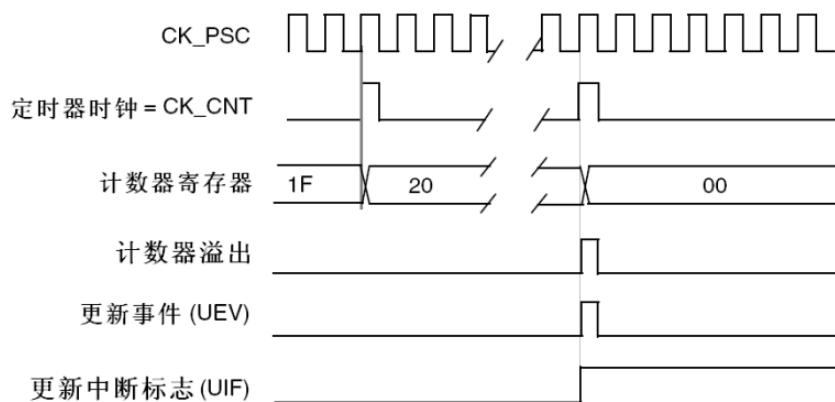 CK_PSC
定时器时钟 = CK_CNT
计数器寄存器 1F 20 00
计数器溢出
更新事件 (UEV)
更新中断标志 (UIF)